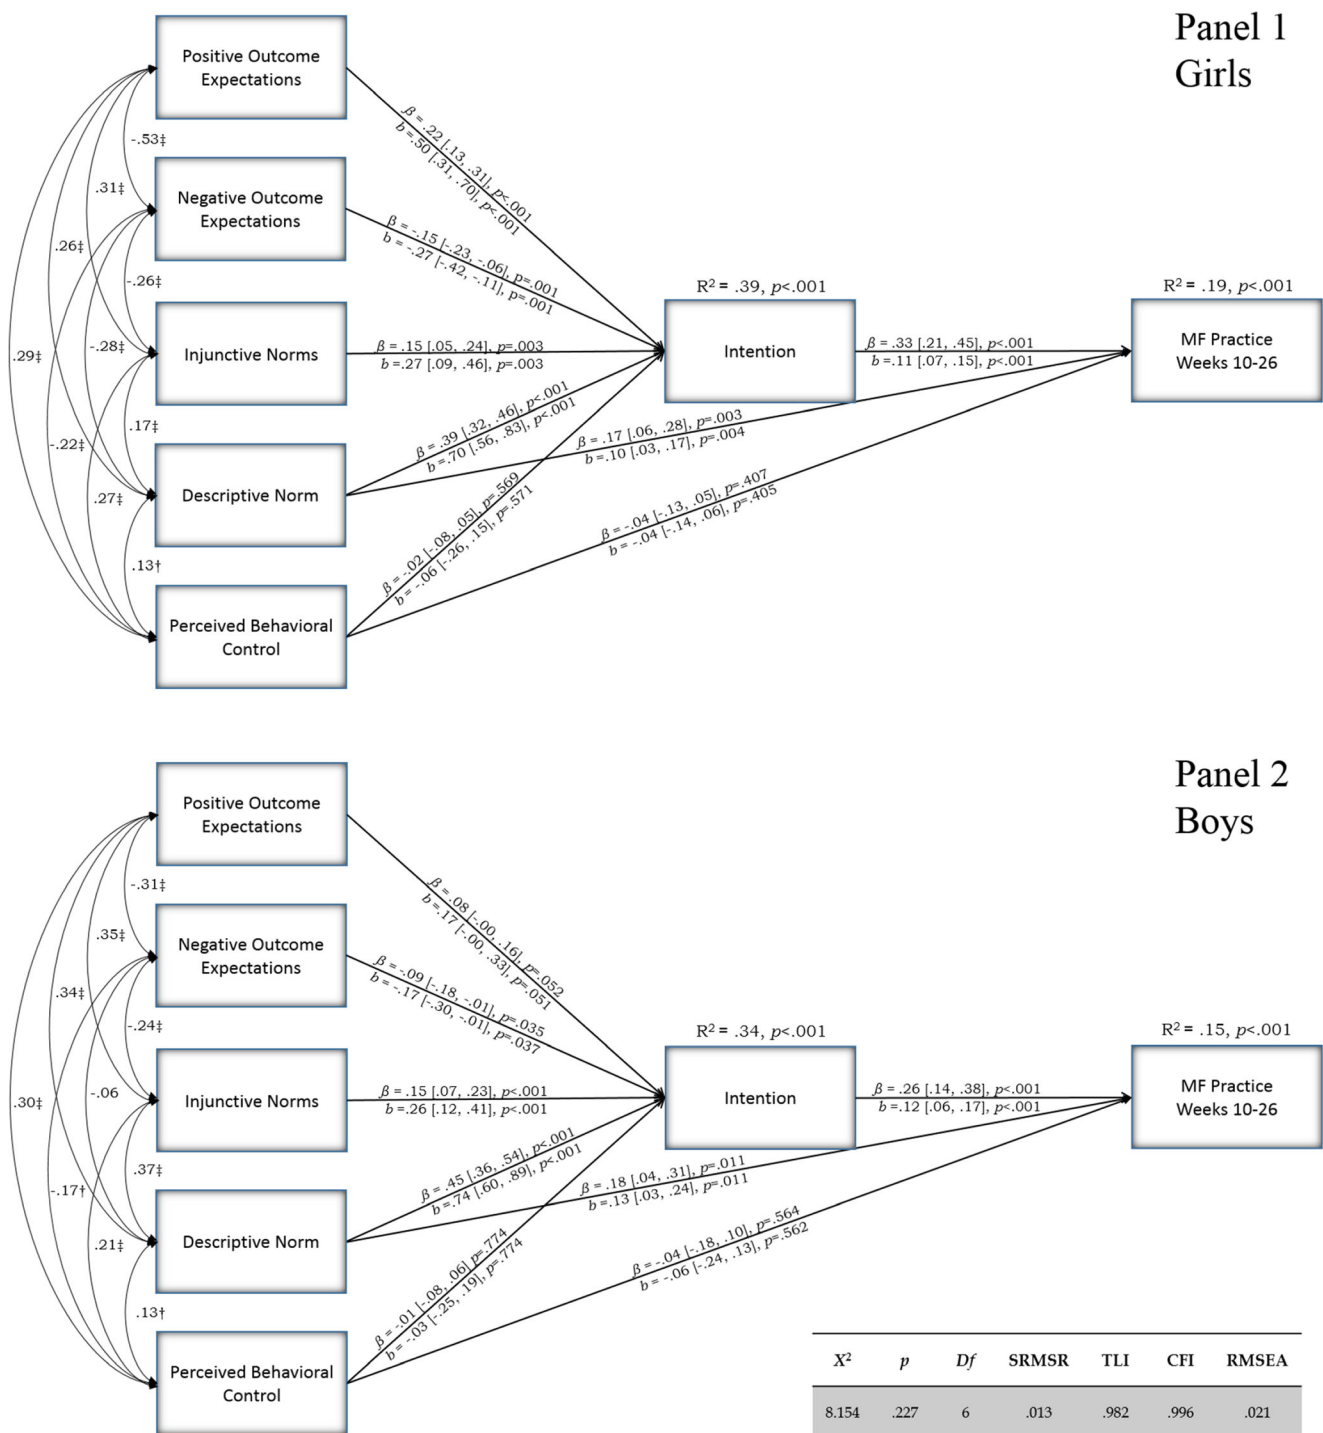 Panel 1
Girls
Positive Outcome
Expectations
Negative Outcome
Expectations
Injunctive Norms
Descriptive Norm
Perceived Behavioral
Control
-.53‡
.31‡
.26‡
-.26‡
.29‡
-.28‡
.17‡
-.22‡
.27‡
.13†
β = .22 [.13, .31], p<.001
b =.50 [.31, .70], p<.001
β = -.15 [-.23, -.06], p=.001
b = -.27 [-.42, -.11], p=.001
β = .15 [.05, .24], p=.003
b =.27 [.09, .46], p=.003
β = .39 [.32, .46], p<.001
b =.70 [.56, .83], p<.001
β = -.02 [-.08, .05], p=.569
b = -.06 [-.26, .15], p=.571
R² = .39, p<.001
Intention
β = .33 [.21, .45], p<.001
b =.11 [.07, .15], p<.001
β = .17 [.06, .28], p=.003
b =.10 [.03, .17], p=.004
β = -.04 [-.13, .05], p=.407
b = -.04 [-.14, .06], p=.405
R² = .19, p<.001
MF Practice
Weeks 10-26
Panel 2
Boys
Positive Outcome
Expectations
Negative Outcome
Expectations
Injunctive Norms
Descriptive Norm
Perceived Behavioral
Control
-.31‡
.35‡
.34‡
-.24‡
.30‡
-.06
.37‡
-.17†
.21‡
.13†
β = .08 [-.00, .16], p=.052
b =.17 [-.00, .33], p=.051
β = -.09 [-.18, -.01], p=.035
b = -.17 [-.30, -.01], p=.037
β = .15 [.07, .23], p<.001
b =.26 [.12, .41], p<.001
β = .45 [.36, .54], p<.001
b =.74 [.60, .89], p<.001
β = -.01 [-.08, .06] p=.774
b = -.03 [-.25, .19], p=.774
R² = .34, p<.001
Intention
β = .26 [.14, .38], p<.001
b =.12 [.06, .17], p<.001
β = .18 [.04, .31], p=.011
b =.13 [.03, .24], p=.011
β = -.04 [-.18, .10], p=.564
b = -.06 [-.24, .13], p=.562
R² = .15, p<.001
MF Practice
Weeks 10-26
X² p Df SRMSR TLI CFI RMSEA
8.154 .227 6 .013 .982 .996 .021